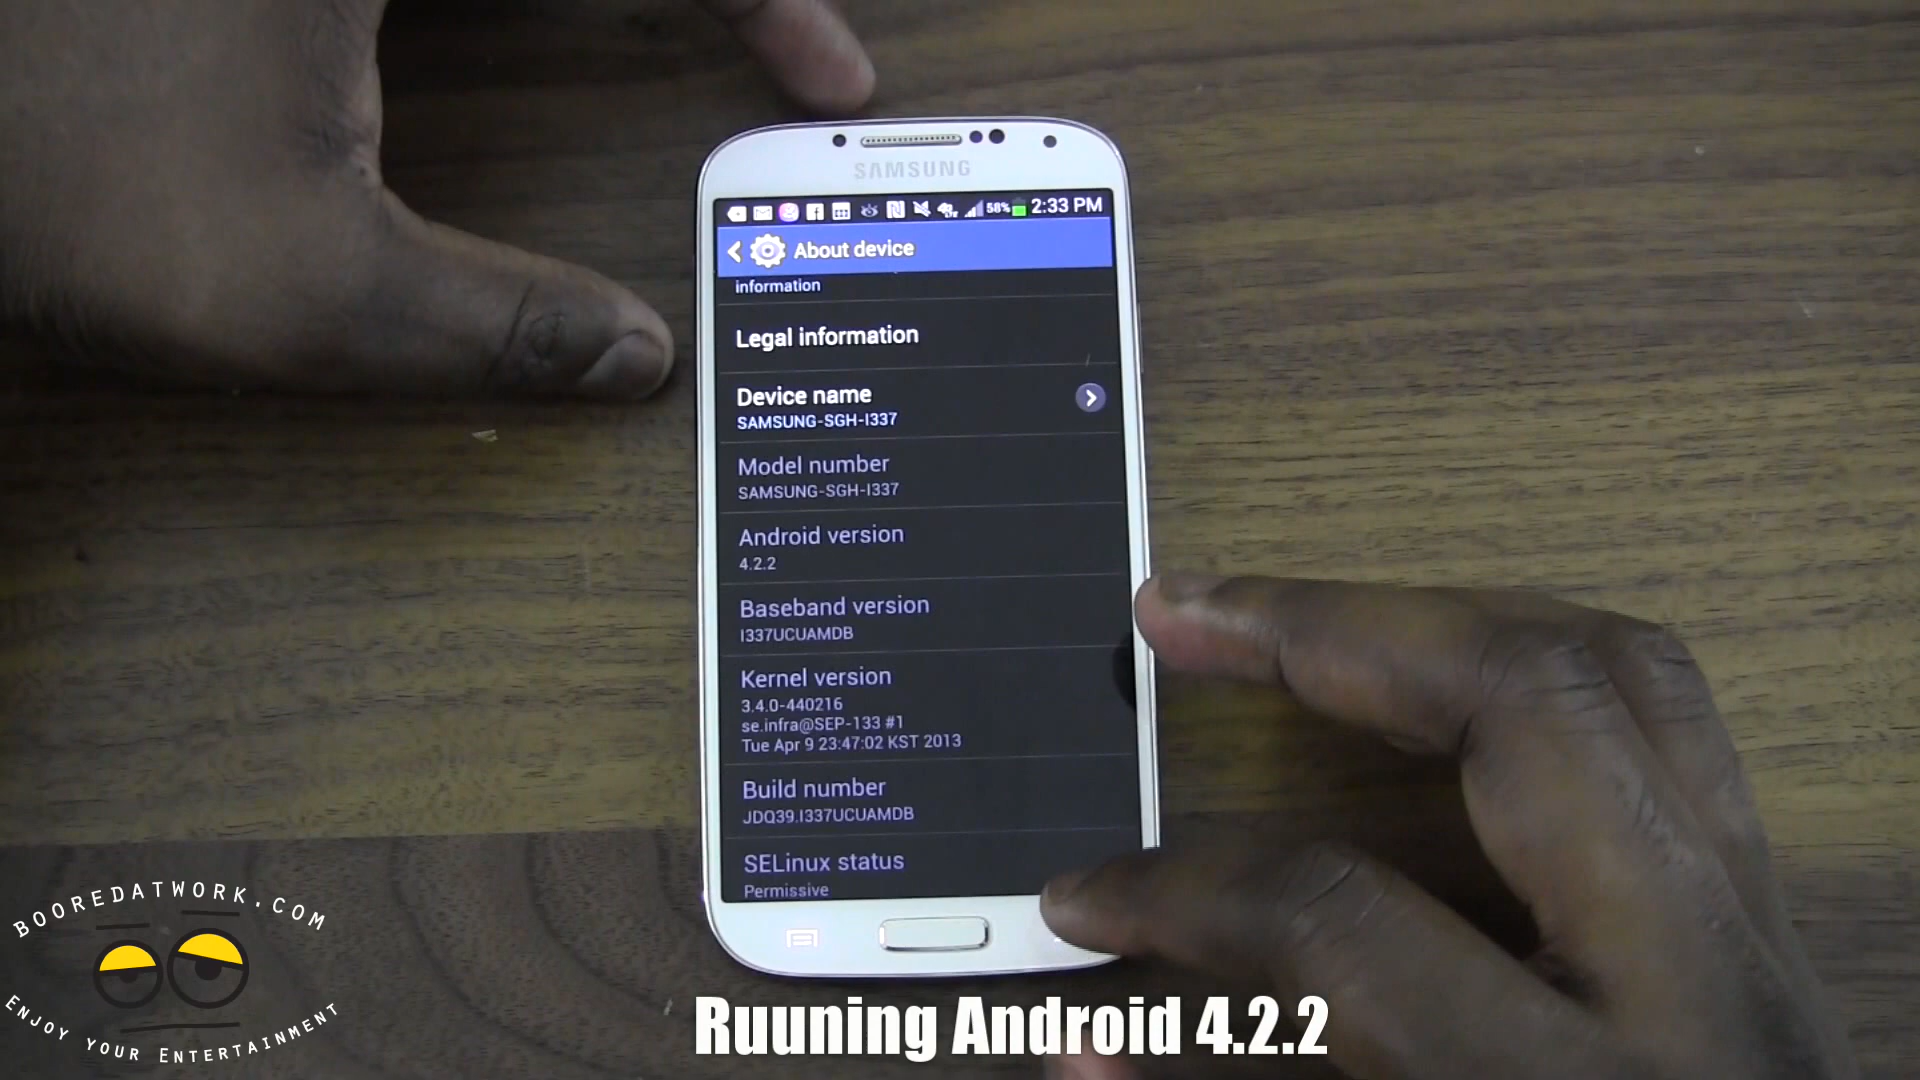 SAMSUNG
58% 2:33 PM
About device
information
Legal information
Device name
SAMSUNG-SGH-I337
Model number
SAMSUNG-SGH-I337
Android version
4.2.2
Baseband version
I337UCUAMDB
Kernel version
3.4.0-440216
se.infra@SEP-133 #1
Tue Apr 9 23:47:02 KST 2013
Build number
JDQ39.I337UCUAMDB
SELinux status
Permissive
BOOREDATWORK.COM
ENJOY YOUR ENTERTAINMENT
Ruuning Android 4.2.2